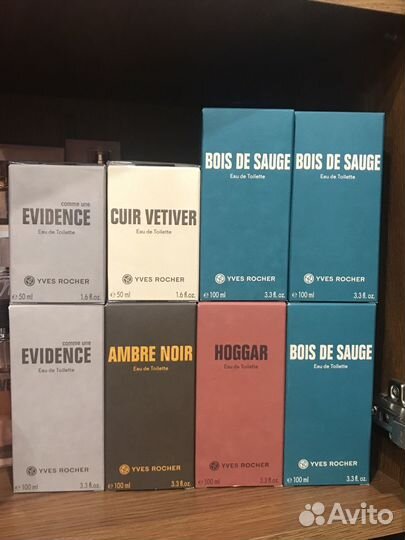 comme une
EVIDENCE
Eau de Toilette
YVES ROCHER
℮ 50 ml 1.6 fl.oz.
CUIR VETIVER
Eau de Toilette
YVES ROCHER
℮ 50 ml 1.6 fl.oz.
BOIS DE SAUGE
Eau de Toilette
YVES ROCHER
℮ 100 ml 3.3 fl.oz.
BOIS DE SAUGE
Eau de Toilette
YVES ROCHER
℮ 100 ml 3.3 fl.oz.
comme une
EVIDENCE
Eau de Toilette
YVES ROCHER
℮ 100 ml 3.3 fl.oz.
AMBRE NOIR
Eau de Toilette
YVES ROCHER
℮ 100 ml 3.3 fl.oz.
HOGGAR
Eau de Toilette
YVES ROCHER
℮ 100 ml 3.3 fl.oz.
BOIS DE SAUGE
Eau de Toilette
YVES ROCHER
℮ 100 ml 3.3 fl.oz.
Avito